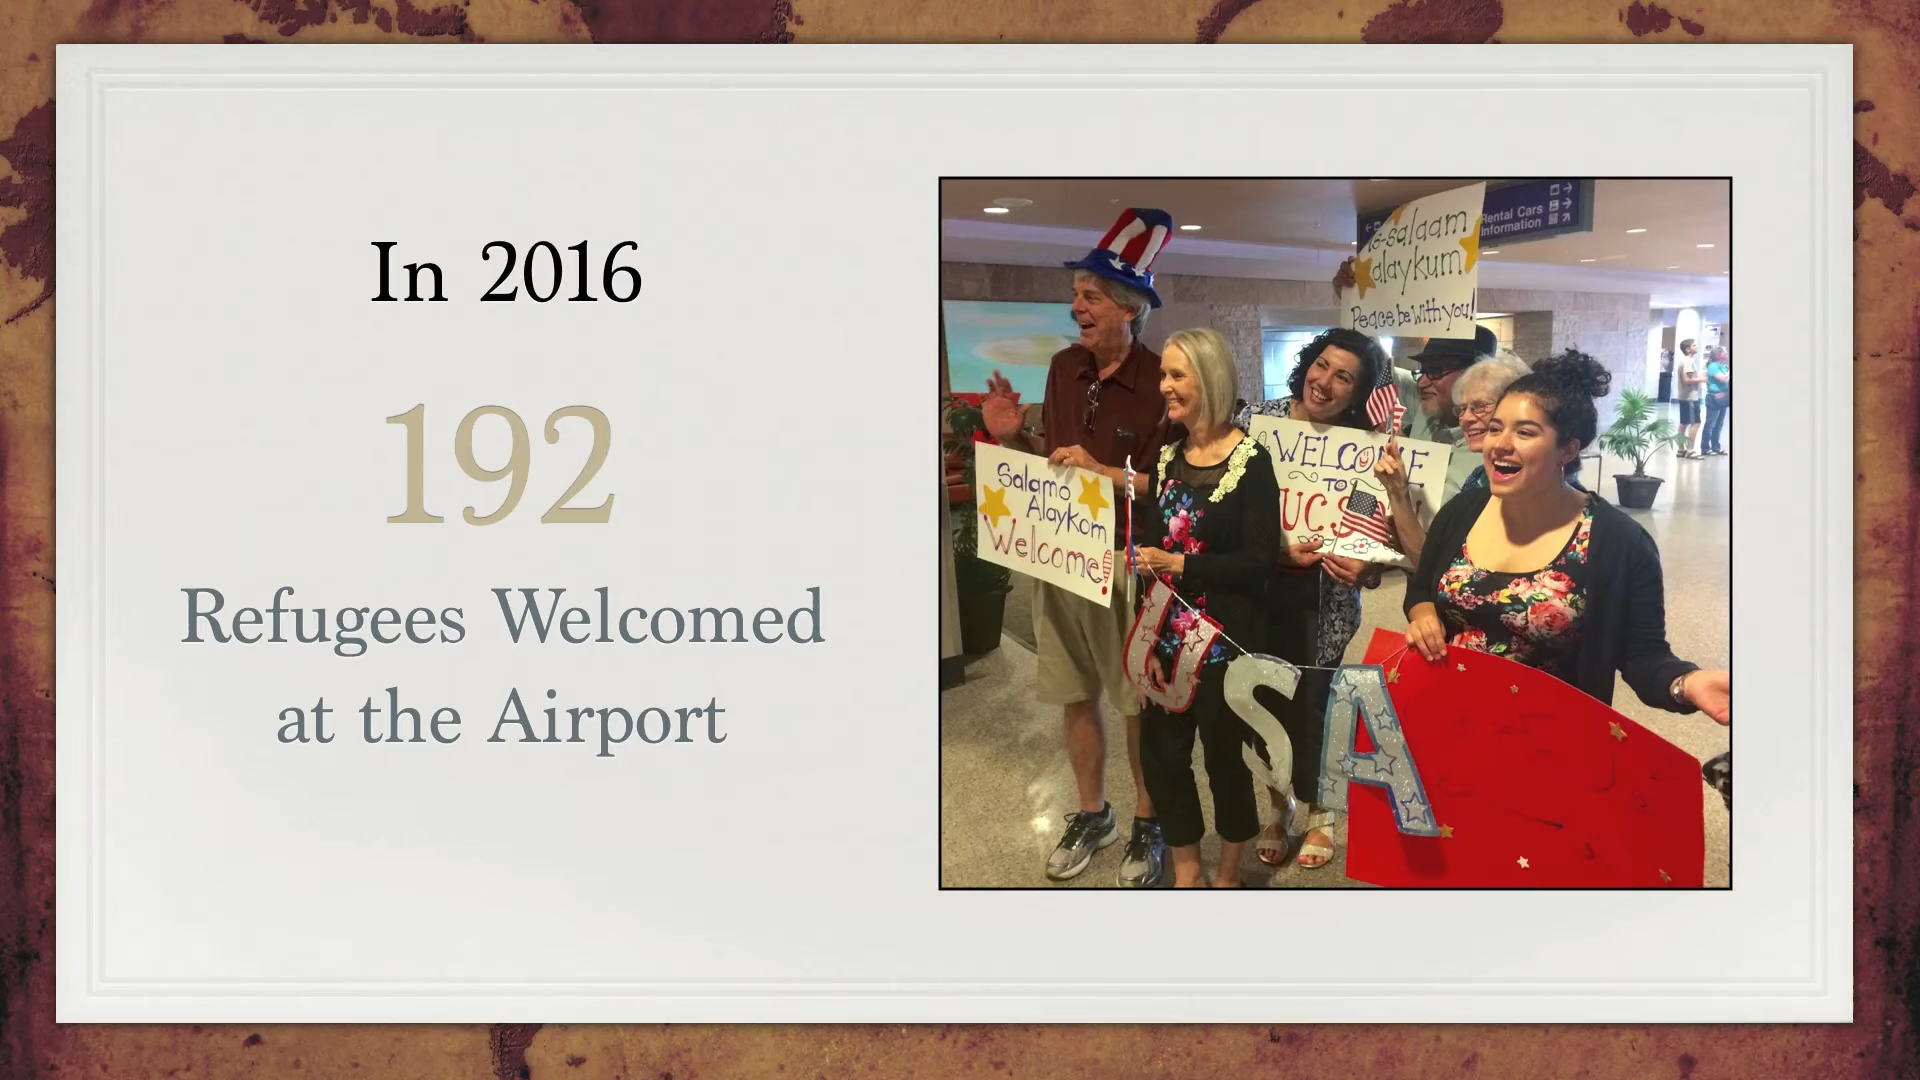 In 2016
192
Refugees Welcomed
at the Airport
Rental Cars
Information
alaykum
Peace be with you!
Salamo
Alaykom
Welcome!
WELCOME
TO
USA